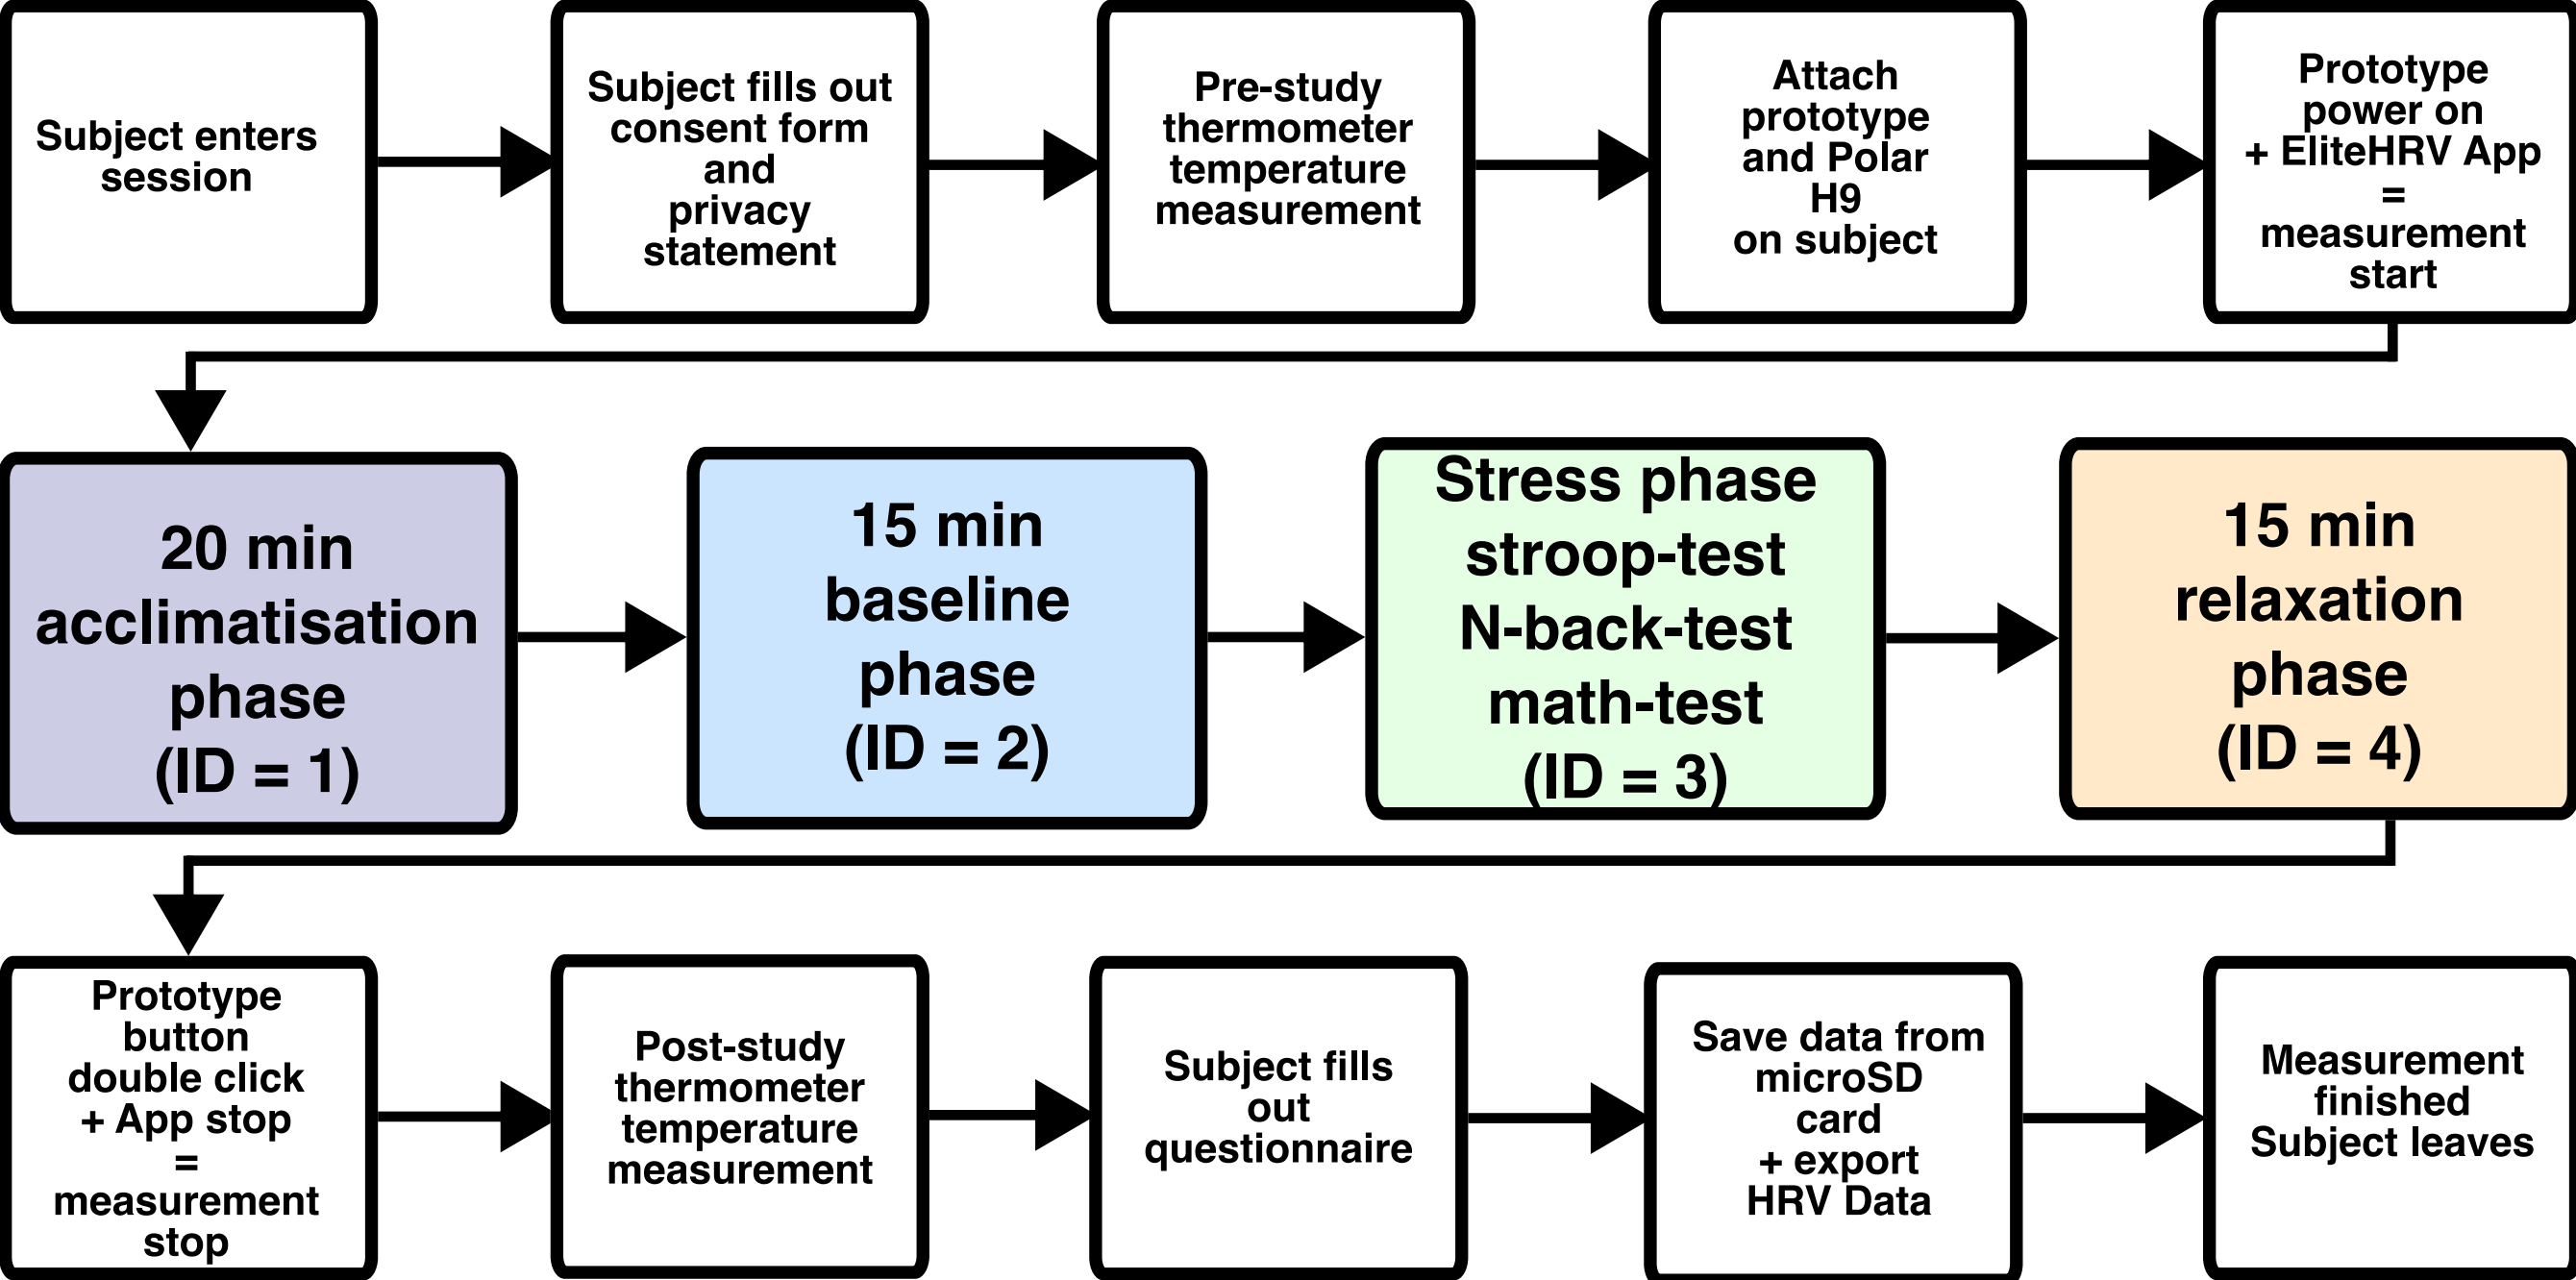 Subject enters
session
Subject fills out
consent form
and
privacy
statement
Pre-study
thermometer
temperature
measurement
Attach
prototype
and Polar
H9
on subject
Prototype
power on
+ EliteHRV App
=
measurement
start
20 min
acclimatisation
phase
(ID = 1)
15 min
baseline
phase
(ID = 2)
Stress phase
stroop-test
N-back-test
math-test
(ID = 3)
15 min
relaxation
phase
(ID = 4)
Prototype
button
double click
+ App stop
=
measurement
stop
Post-study
thermometer
temperature
measurement
Subject fills
out
questionnaire
Save data from
microSD
card
+ export
HRV Data
Measurement
finished
Subject leaves